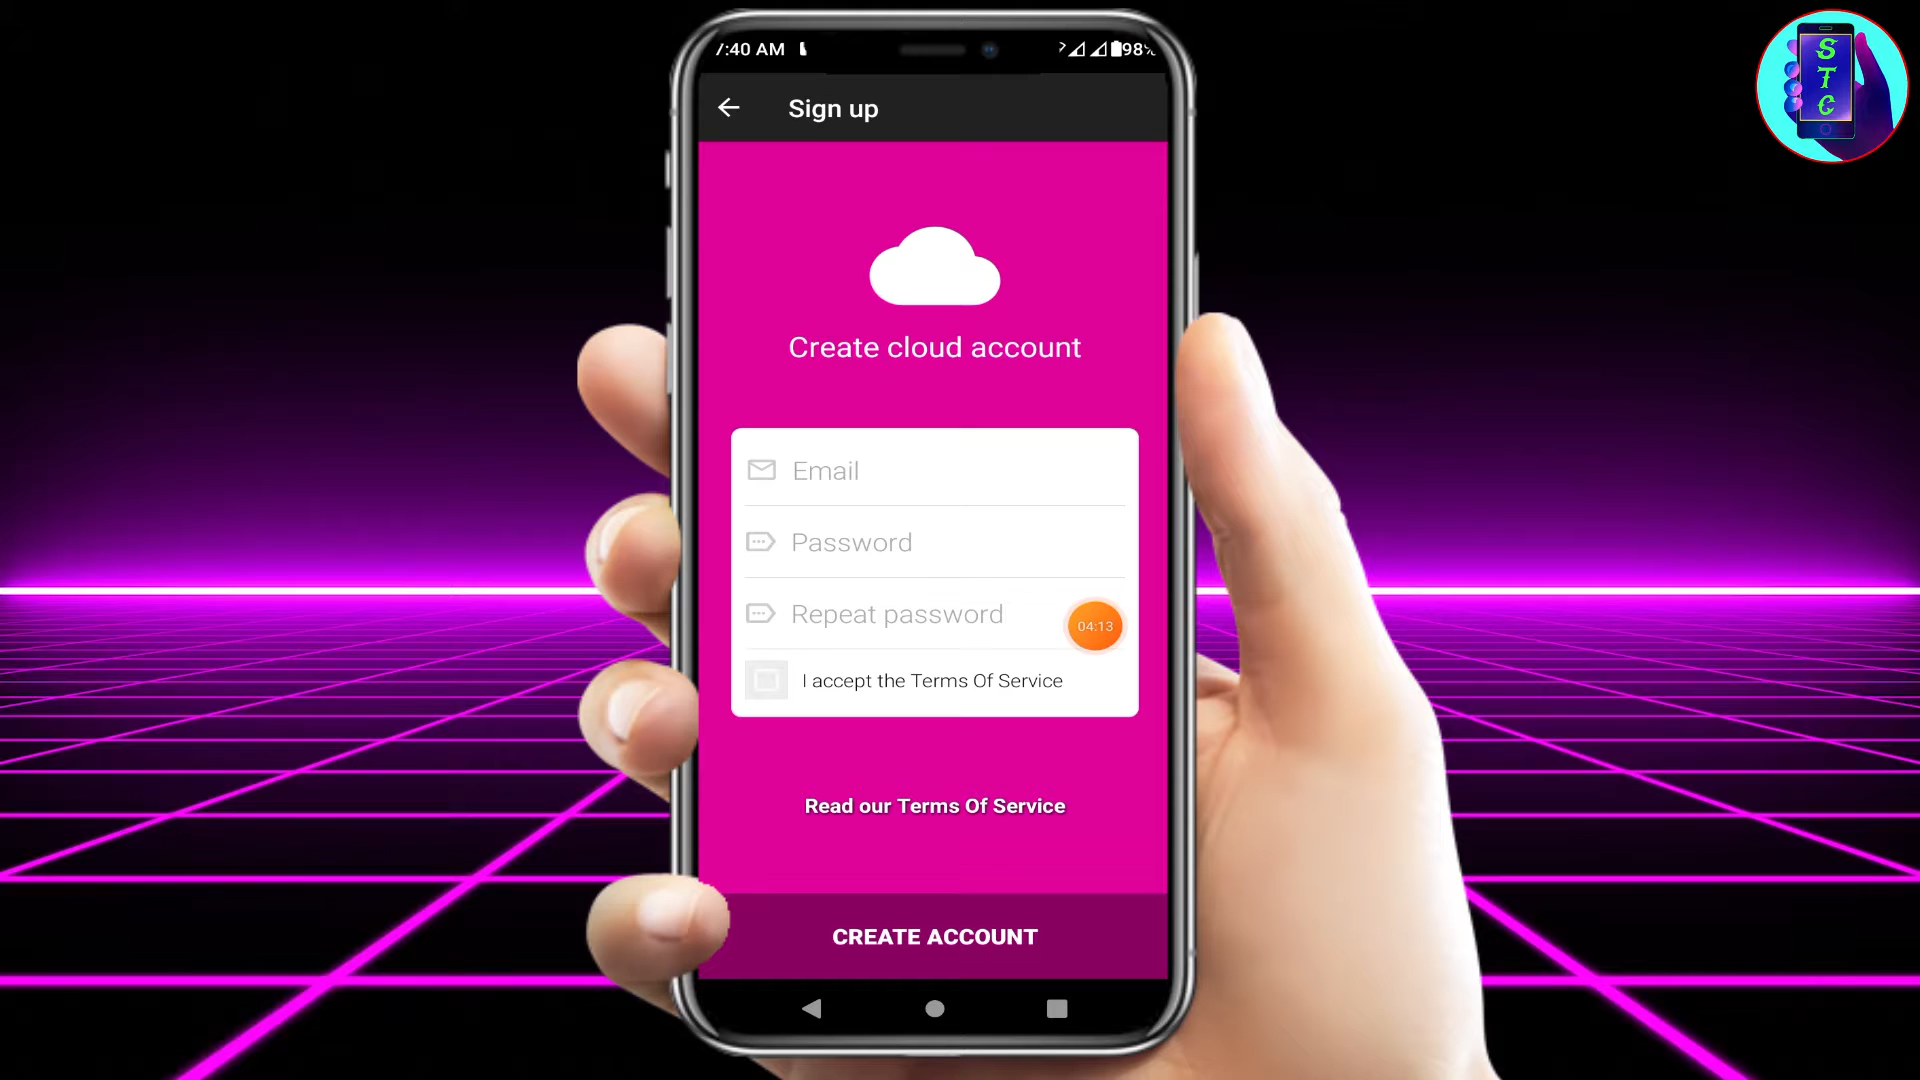 7:40 AM
98%
Sign up
S
T
C
Create cloud account
Email
Password
Repeat password
04:13
I accept the Terms Of Service
Read our Terms Of Service
CREATE ACCOUNT